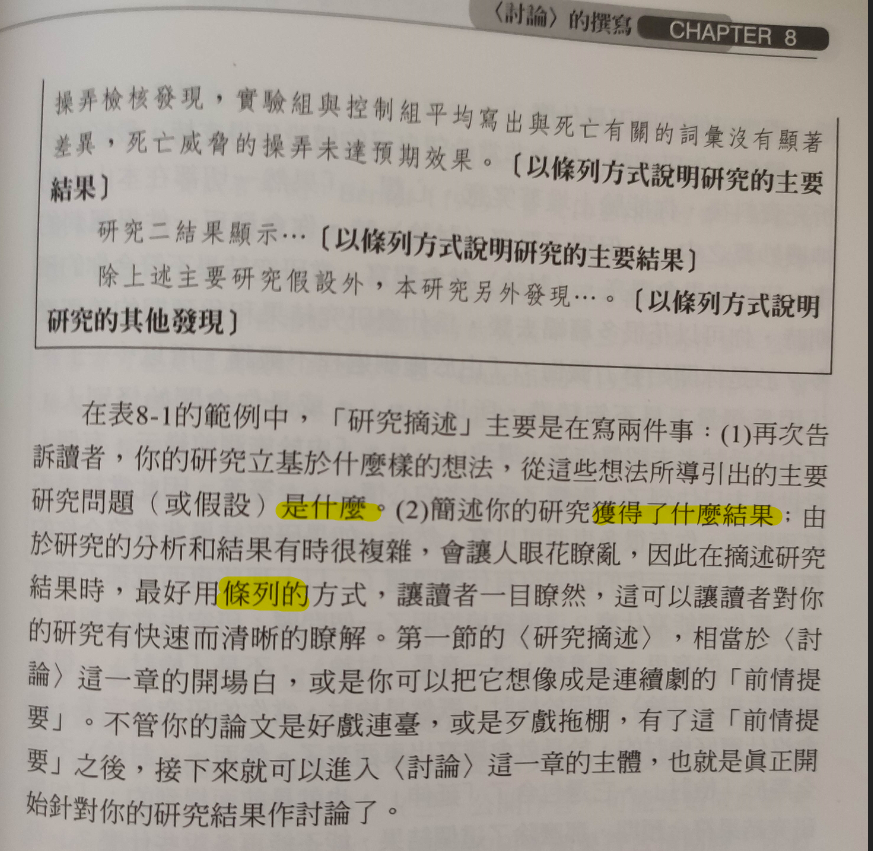 〈討論〉的撰寫 CHAPTER 8
操弄檢核發現，實驗組與控制組平均寫出與死亡有關的詞彙沒有顯著
差異，死亡威脅的操弄未達預期效果。〔以條列方式說明研究的主要
結果〕
研究二結果顯示…〔以條列方式說明研究的主要結果〕
除上述主要研究假設外，本研究另外發現…。〔以條列方式說明
研究的其他發現〕
在表8-1的範例中，「研究摘述」主要是在寫兩件事：(1)再次告
訴讀者，你的研究立基於什麼樣的想法，從這些想法所導引出的主要
研究問題（或假設）是什麼。(2)簡述你的研究獲得了什麼結果；由
於研究的分析和結果有時很複雜，會讓人眼花瞭亂，因此在摘述研究
結果時，最好用條列的方式，讓讀者一目瞭然，這可以讓讀者對你
的研究有快速而清晰的瞭解。第一節的〈研究摘述〉，相當於〈討
論〉這一章的開場白，或是你可以把它想像成是連續劇的「前情提
要」。不管你的論文是好戲連臺，或是歹戲拖棚，有了這「前情提
要」之後，接下來就可以進入〈討論〉這一章的主體，也就是眞正開
始針對你的研究結果作討論了。